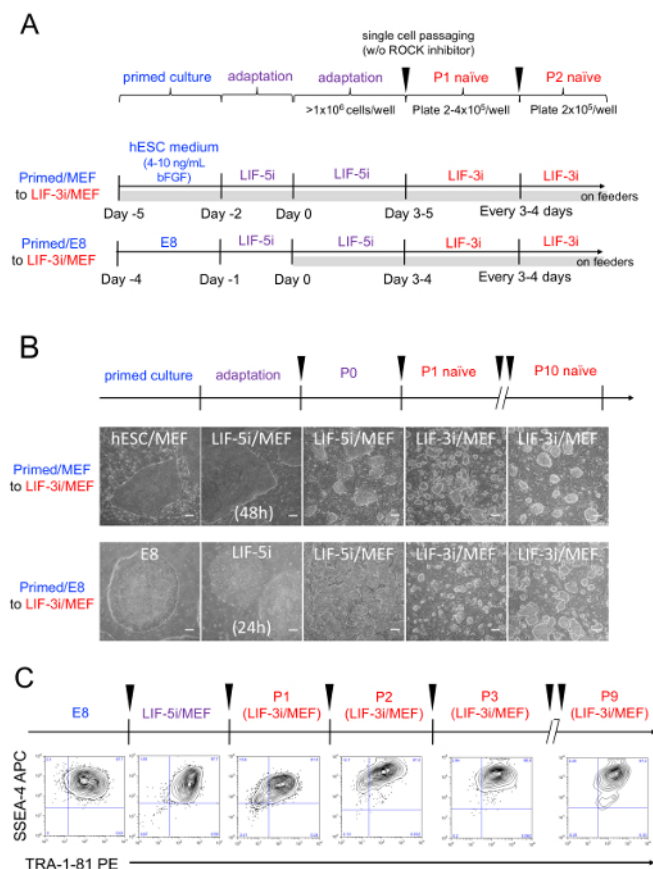 A
single cell passaging
(w/o ROCK inhibitor)
primed culture
adaptation
adaptation
P1 naïve
P2 naïve
>1x10⁶ cells/well
Plate 2-4x10⁵/well
Plate 2x10⁵/well
hESC medium
(4-10 ng/mL
bFGF)
Primed/MEF
to LIF-3i/MEF
LIF-5i
LIF-5i
LIF-3i
LIF-3i
on feeders
Day -5
Day -2
Day 0
Day 3-5
Every 3-4 days
Primed/E8
to LIF-3i/MEF
E8
LIF-5i
LIF-5i
LIF-3i
LIF-3i
on feeders
Day -4
Day -1
Day 0
Day 3-4
Every 3-4 days
B
primed culture
adaptation
P0
P1 naïve
P10 naïve
Primed/MEF
to LIF-3i/MEF
hESC/MEF
LIF-5i/MEF
(48h)
LIF-5i/MEF
LIF-3i/MEF
LIF-3i/MEF
Primed/E8
to LIF-3i/MEF
E8
LIF-5i
(24h)
LIF-5i/MEF
LIF-3i/MEF
LIF-3i/MEF
C
E8
LIF-5i/MEF
P1
(LIF-3i/MEF)
P2
(LIF-3i/MEF)
P3
(LIF-3i/MEF)
P9
(LIF-3i/MEF)
SSEA-4 APC
TRA-1-81 PE